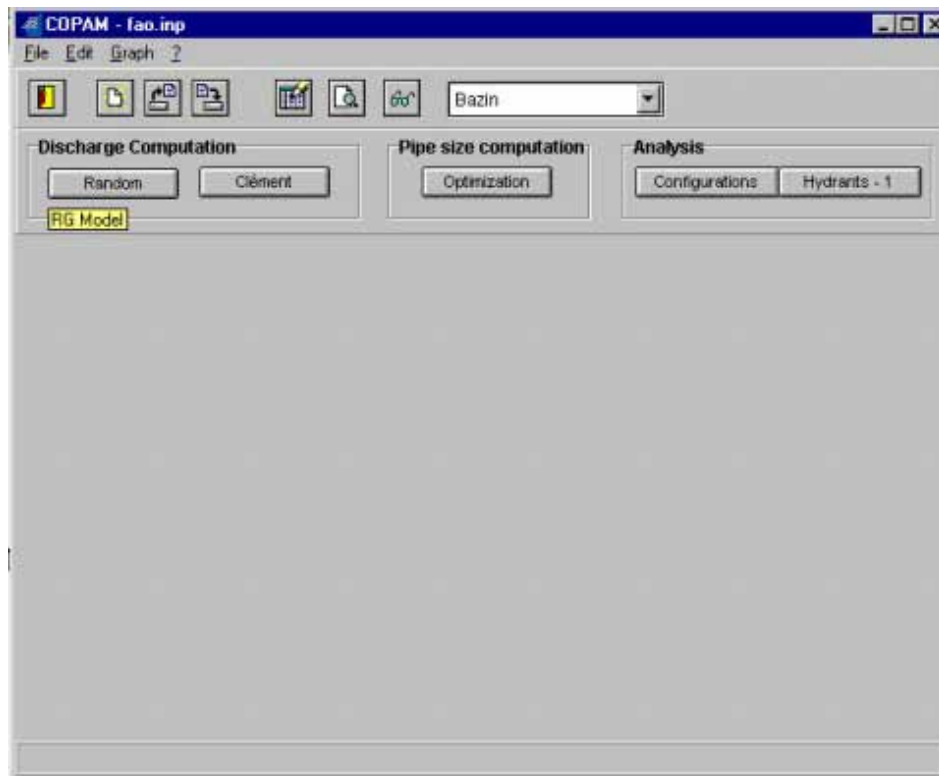 COPAM - fao.inp
File Edit Graph ?
Bazin
Discharge Computation
Random
Clément
RG Model
Pipe size computation
Optimization
Analysis
Configurations
Hydrants - 1